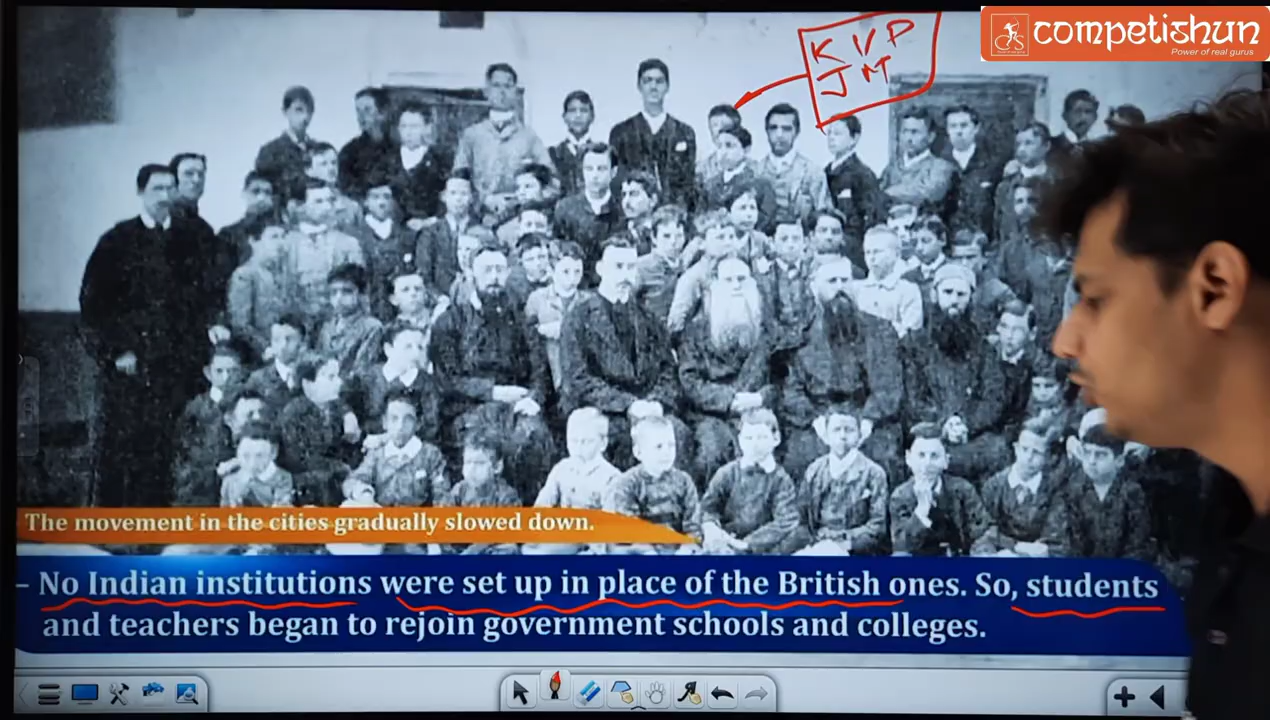 competishun
Power of real gurus
K V P
J M
The movement in the cities gradually slowed down.
– No Indian institutions were set up in place of the British ones. So, students
and teachers began to rejoin government schools and colleges.